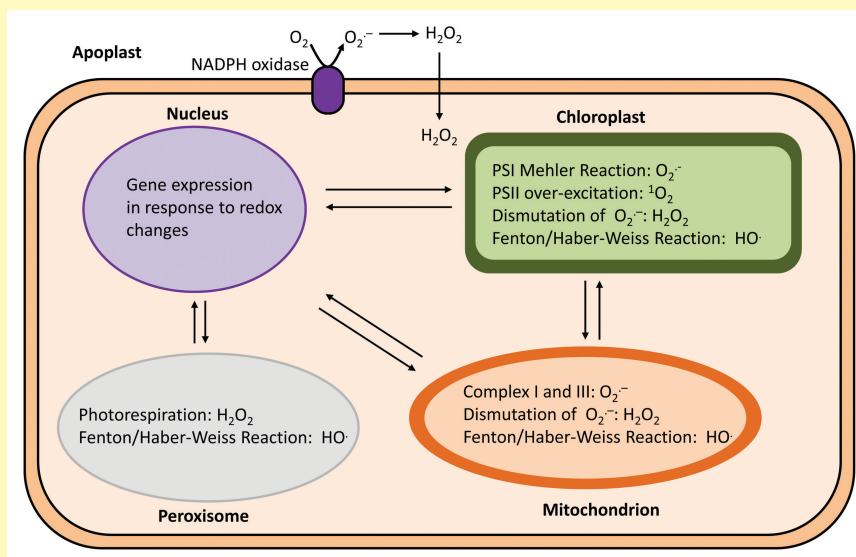 O₂ O₂·⁻ H₂O₂
Apoplast
NADPH oxidase
Nucleus
H₂O₂
Chloroplast
Gene expression
in response to redox
changes
PSI Mehler Reaction: O₂·⁻
PSII over-excitation: ¹O₂
Dismutation of O₂·⁻: H₂O₂
Fenton/Haber-Weiss Reaction: HO·
Photorespiration: H₂O₂
Fenton/Haber-Weiss Reaction: HO·
Peroxisome
Complex I and III: O₂·⁻
Dismutation of O₂·⁻: H₂O₂
Fenton/Haber-Weiss Reaction: HO·
Mitochondrion